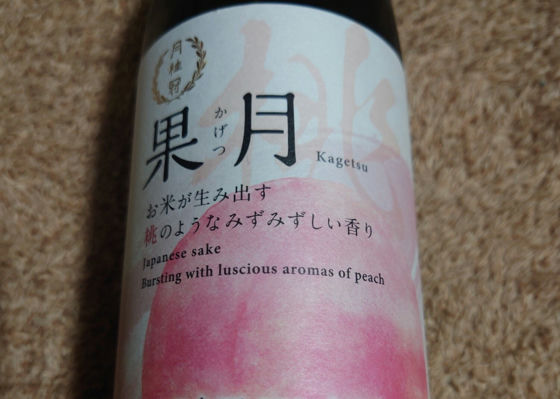 月桂冠
桃
果月
かげつ
Kagetsu
お米が生み出す
桃のようなみずみずしい香り
Japanese sake
Bursting with luscious aromas of peach